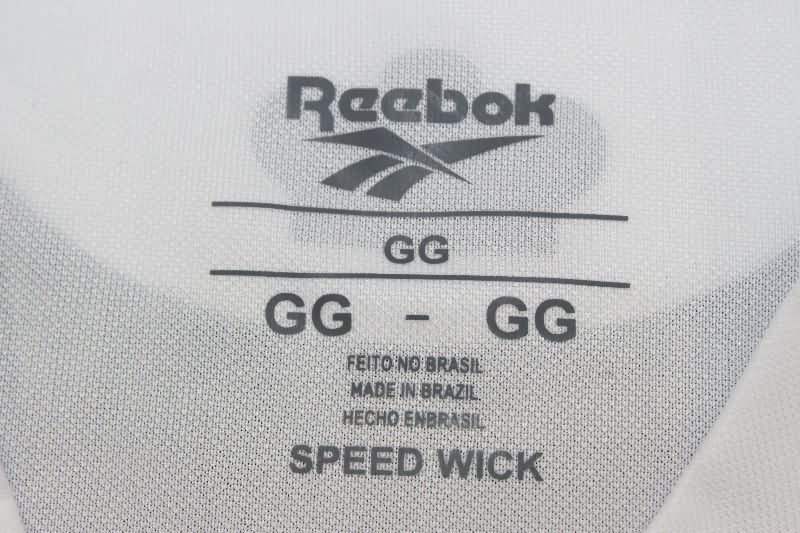 Reebok
GG
GG - GG
FEITO NO BRASIL
MADE IN BRAZIL
HECHO ENBRASIL
SPEED WICK